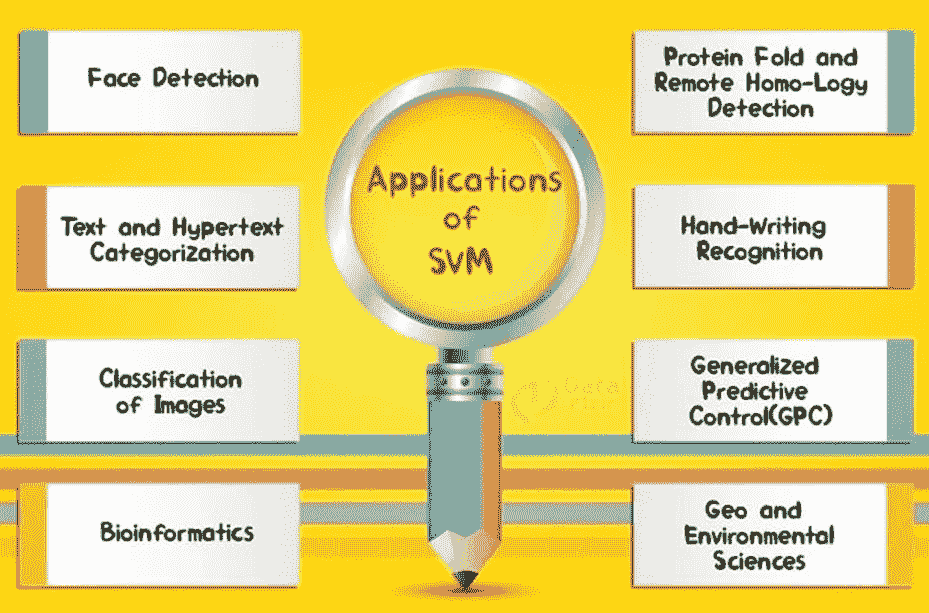 Face Detection
Text and Hypertext
Categorization
Classification
of Images
Bioinformatics
Applications
of
SVM
Protein Fold and
Remote Homo-Logy
Detection
Hand-Writing
Recognition
Generalized
Predictive
Control(GPC)
Geo and
Environmental
Sciences